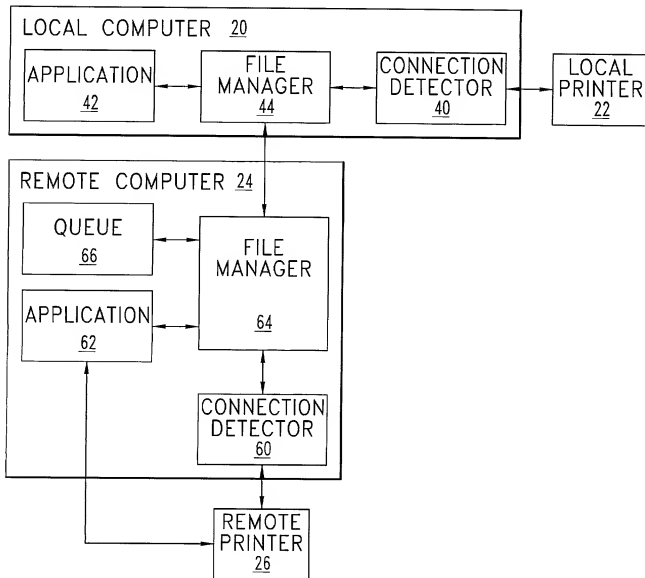 LOCAL COMPUTER 20
APPLICATION
42
FILE
MANAGER
44
CONNECTION
DETECTOR
40
LOCAL
PRINTER
22
REMOTE COMPUTER 24
QUEUE
66
FILE
MANAGER
64
APPLICATION
62
CONNECTION
DETECTOR
60
REMOTE
PRINTER
26